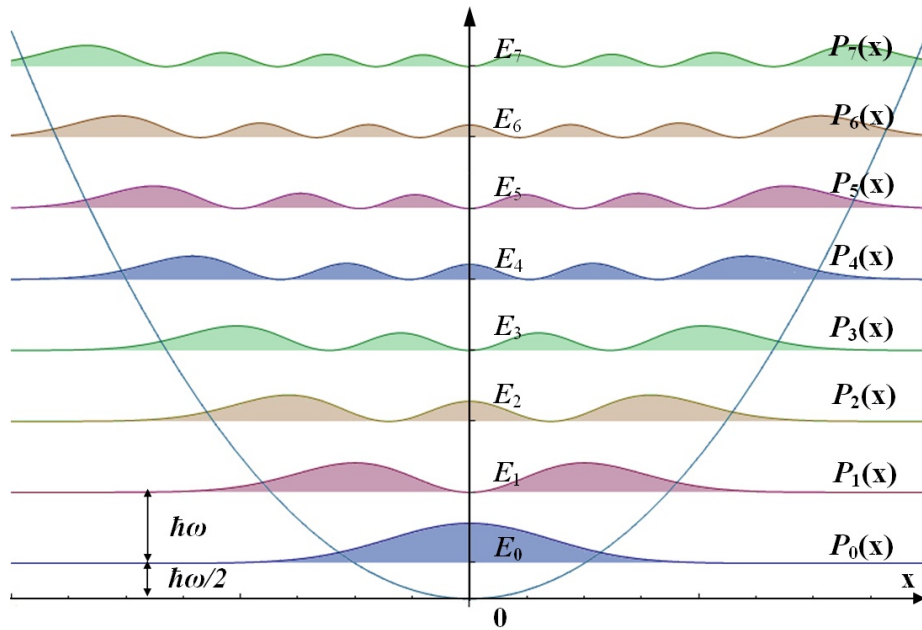 E₇ P₇(x)
E₆ P₆(x)
E₅ P₅(x)
E₄ P₄(x)
E₃ P₃(x)
E₂ P₂(x)
E₁ P₁(x)
ħω
E₀ P₀(x)
ħω/2
x
0